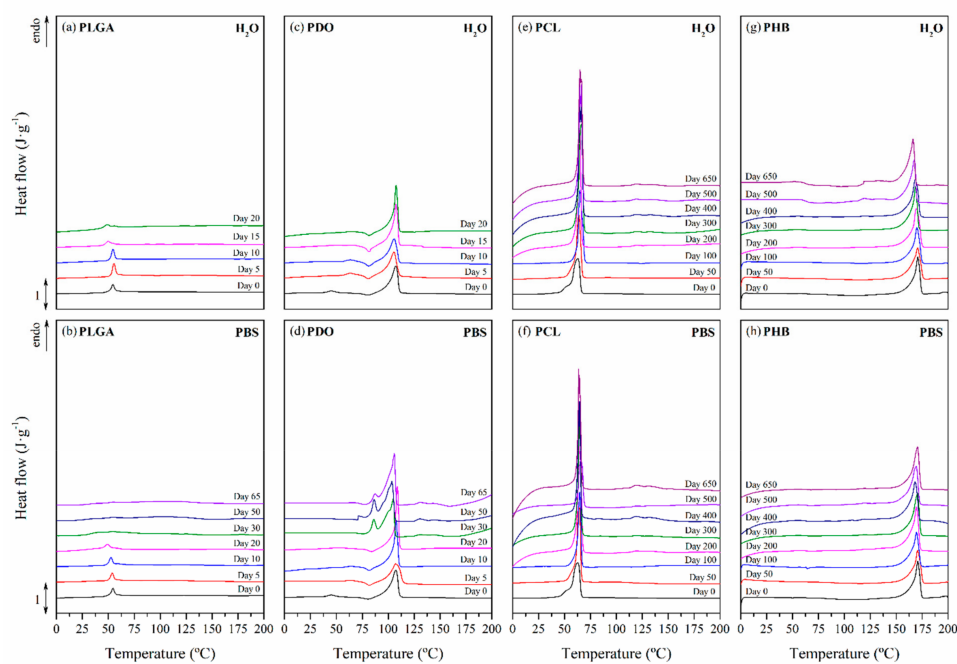 endo
Heat flow (J·g⁻¹)
1
(a) PLGA H₂O
Day 20
Day 15
Day 10
Day 5
Day 0
(c) PDO H₂O
Day 20
Day 15
Day 10
Day 5
Day 0
(e) PCL H₂O
Day 650
Day 500
Day 400
Day 300
Day 200
Day 100
Day 50
Day 0
(g) PHB H₂O
Day 650
Day 500
Day 400
Day 300
Day 200
Day 100
Day 50
Day 0
endo
Heat flow (J·g⁻¹)
1
(b) PLGA PBS
Day 65
Day 50
Day 30
Day 20
Day 10
Day 5
Day 0
(d) PDO PBS
Day 65
Day 50
Day 30
Day 20
Day 10
Day 5
Day 0
(f) PCL PBS
Day 650
Day 500
Day 400
Day 300
Day 200
Day 100
Day 50
Day 0
(h) PHB PBS
Day 650
Day 500
Day 400
Day 300
Day 200
Day 100
Day 50
Day 0
0 25 50 75 100 125 150 175 200
0 25 50 75 100 125 150 175 200
0 25 50 75 100 125 150 175 200
0 25 50 75 100 125 150 175 200
Temperature (ºC)
Temperature (ºC)
Temperature (ºC)
Temperature (ºC)